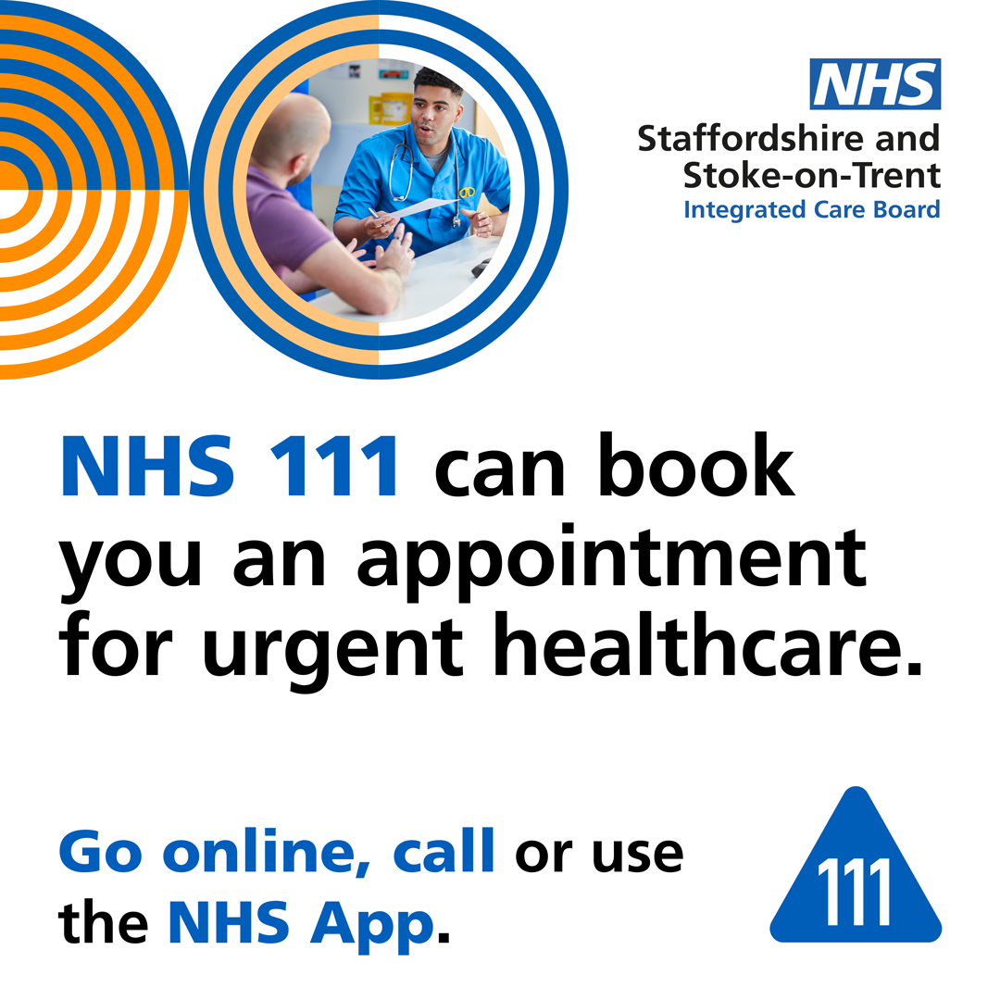 NHS
Staffordshire and
Stoke-on-Trent
Integrated Care Board
NHS 111 can book
you an appointment
for urgent healthcare.
Go online, call or use
the NHS App.
111